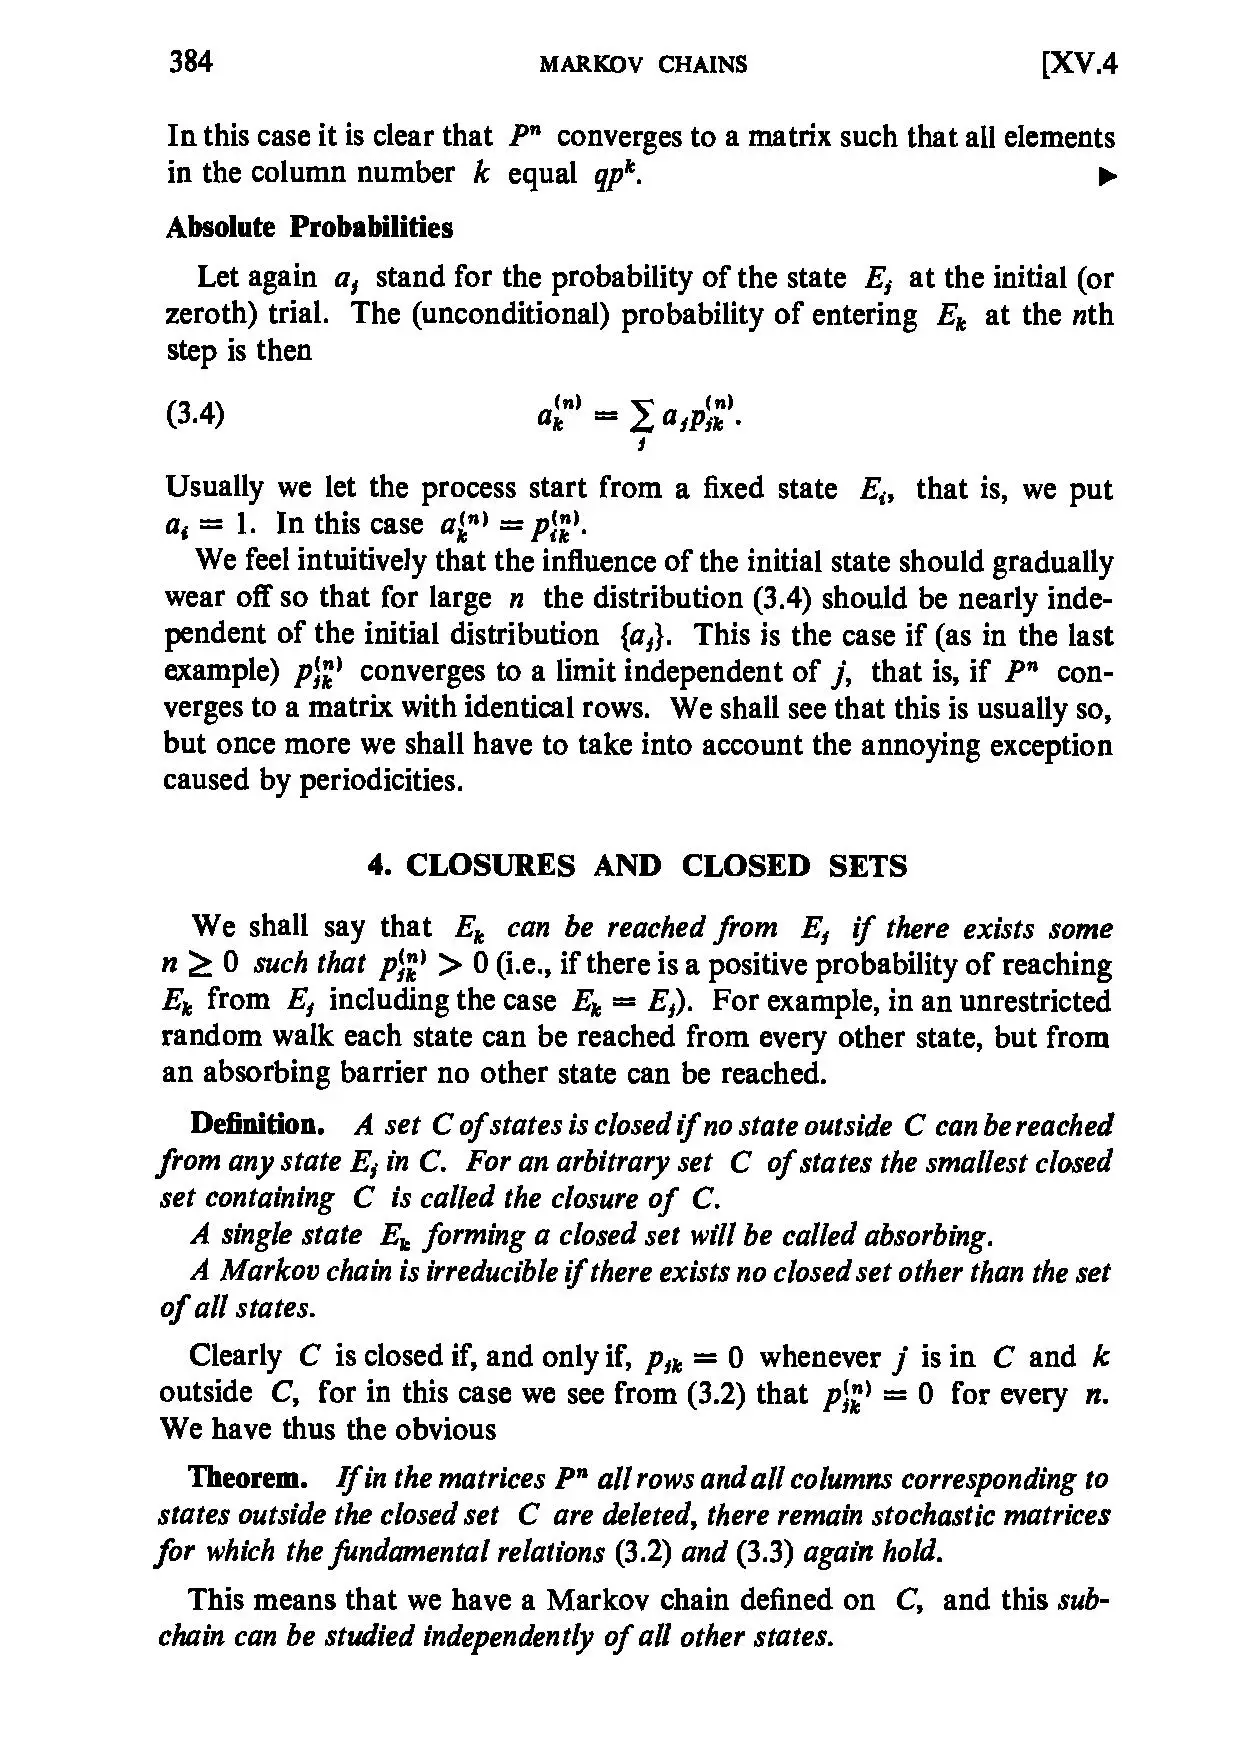 384 MARKOV CHAINS [XV.4
In this case it is clear that Pⁿ converges to a matrix such that all elements
in the column number k equal qpᵏ. ►
Absolute Probabilities
Let again a_j stand for the probability of the state E_j at the initial (or
zeroth) trial. The (unconditional) probability of entering E_k at the nth
step is then
(3.4) a_k^{(n)} = ∑_j a_j p_{jk}^{(n)}.
Usually we let the process start from a fixed state E_i, that is, we put
a_i = 1. In this case a_k^{(n)} = p_{ik}^{(n)}.
We feel intuitively that the influence of the initial state should gradually
wear off so that for large n the distribution (3.4) should be nearly inde-
pendent of the initial distribution {a_j}. This is the case if (as in the last
example) p_{jk}^{(n)} converges to a limit independent of j, that is, if Pⁿ con-
verges to a matrix with identical rows. We shall see that this is usually so,
but once more we shall have to take into account the annoying exception
caused by periodicities.
4. CLOSURES AND CLOSED SETS
We shall say that E_k can be reached from E_j if there exists some
n ≥ 0 such that p_{jk}^{(n)} > 0 (i.e., if there is a positive probability of reaching
E_k from E_j including the case E_k = E_j). For example, in an unrestricted
random walk each state can be reached from every other state, but from
an absorbing barrier no other state can be reached.
Definition. A set C of states is closed if no state outside C can be reached
from any state E_j in C. For an arbitrary set C of states the smallest closed
set containing C is called the closure of C.
A single state E_k forming a closed set will be called absorbing.
A Markov chain is irreducible if there exists no closed set other than the set
of all states.
Clearly C is closed if, and only if, p_{jk} = 0 whenever j is in C and k
outside C, for in this case we see from (3.2) that p_{jk}^{(n)} = 0 for every n.
We have thus the obvious
Theorem. If in the matrices Pⁿ all rows and all columns corresponding to
states outside the closed set C are deleted, there remain stochastic matrices
for which the fundamental relations (3.2) and (3.3) again hold.
This means that we have a Markov chain defined on C, and this sub-
chain can be studied independently of all other states.